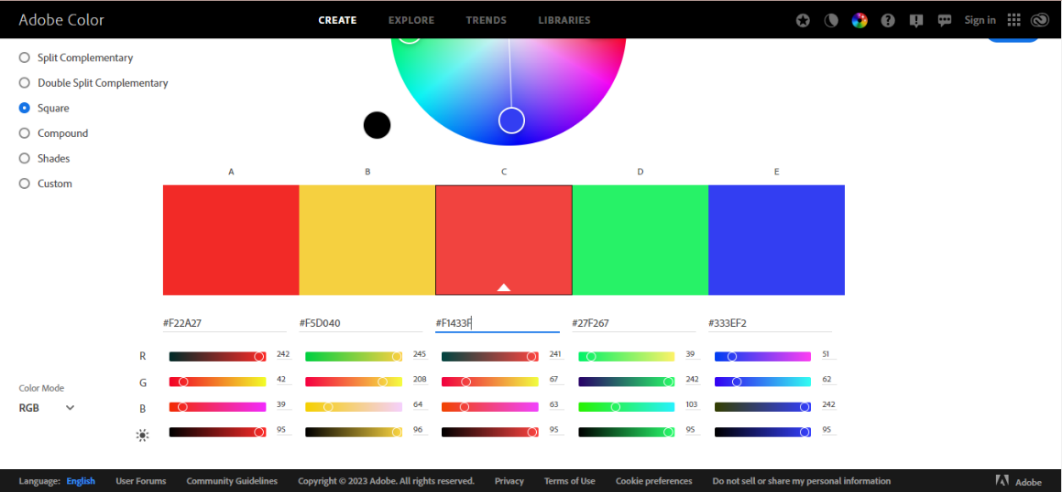 Adobe Color
CREATE EXPLORE TRENDS LIBRARIES
Sign in
Split Complementary
Double Split Complementary
Square
Compound
Shades
Custom
A B C D E
#F22A27 #F5D040 #F1433F #27F267 #333EF2
R 242 245 241 39 51
G 42 208 67 242 62
B 39 64 63 103 242
95 96 95 95 95
Color Mode
RGB
Language: English User Forums Community Guidelines Copyright © 2023 Adobe. All rights reserved. Privacy Terms of Use Cookie preferences Do not sell or share my personal information Adobe